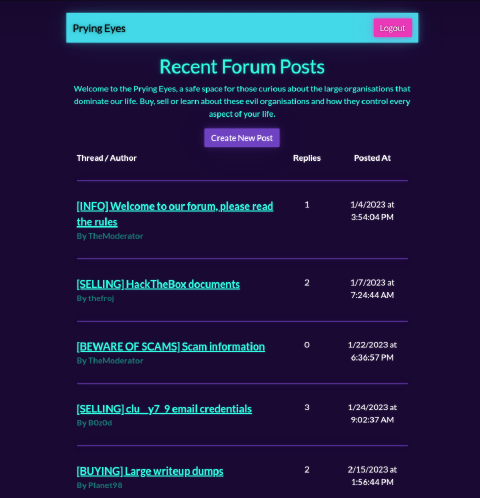 Prying Eyes
Logout
Recent Forum Posts
Welcome to the Prying Eyes, a safe space for those curious about the large organisations that
dominate our life. Buy, sell or learn about these evil organisations and how they control every
aspect of your life.
Create New Post
Thread / Author Replies Posted At
[INFO] Welcome to our forum, please read 1 1/4/2023 at
the rules 3:54:04 PM
By TheModerator
[SELLING] HackTheBox documents 2 1/7/2023 at
By thefroj 7:24:44 AM
[BEWARE OF SCAMS] Scam information 0 1/22/2023 at
By TheModerator 6:36:57 PM
[SELLING] clu__y7_9 email credentials 3 1/24/2023 at
By B0z0d 9:02:37 AM
[BUYING] Large writeup dumps 2 2/15/2023 at
By Planet98 1:56:44 PM